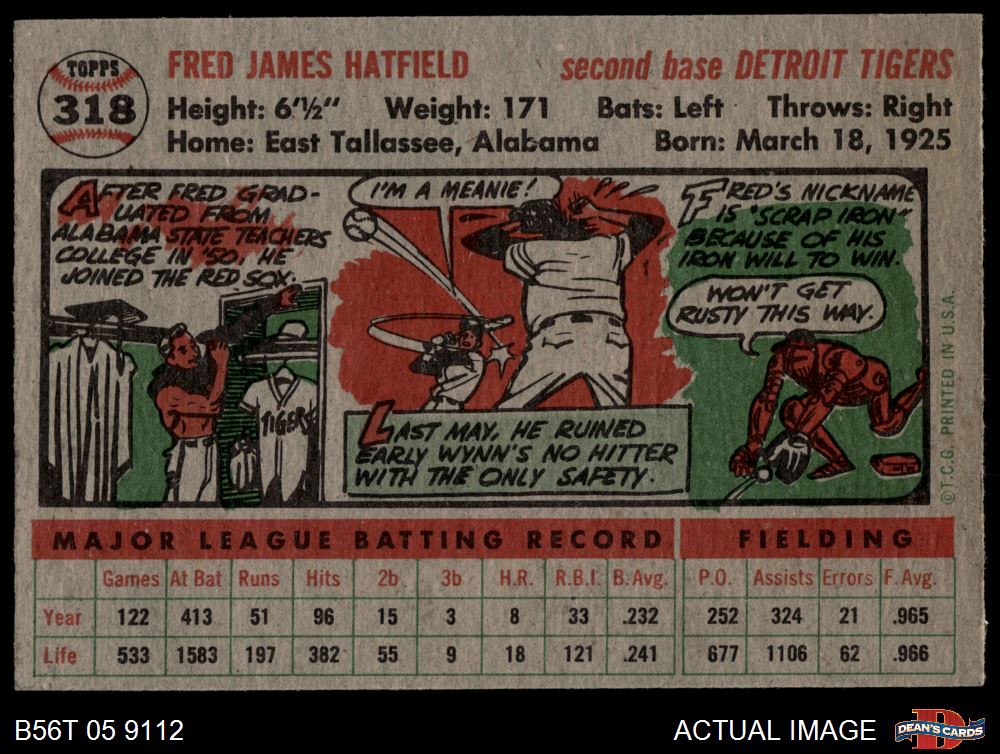 TOPPS
318
FRED JAMES HATFIELD second base DETROIT TIGERS
Height: 6'½" Weight: 171 Bats: Left Throws: Right
Home: East Tallassee, Alabama Born: March 18, 1925
AFTER FRED GRAD-
UATED FROM
ALABAMA STATE TEACHERS
COLLEGE IN '50, HE
JOINED THE RED SOX.
TIGERS
I'M A MEANIE!
LAST MAY, HE RUINED
EARLY WYNN'S NO HITTER
WITH THE ONLY SAFETY.
FRED'S NICKNAME
IS "SCRAP IRON"
BECAUSE OF HIS
IRON WILL TO WIN.
WON'T GET
RUSTY THIS WAY.
©T.C.G. PRINTED IN U.S.A.
MAJOR LEAGUE BATTING RECORD FIELDING
Games At Bat Runs Hits 2b 3b H.R. R.B.I. B.Avg. P.O. Assists Errors F.Avg.
Year 122 413 51 96 15 3 8 33 .232 252 324 21 .965
Life 533 1583 197 382 55 9 18 121 .241 677 1106 62 .966
B56T 05 9112 ACTUAL IMAGE DEAN'S CARDS